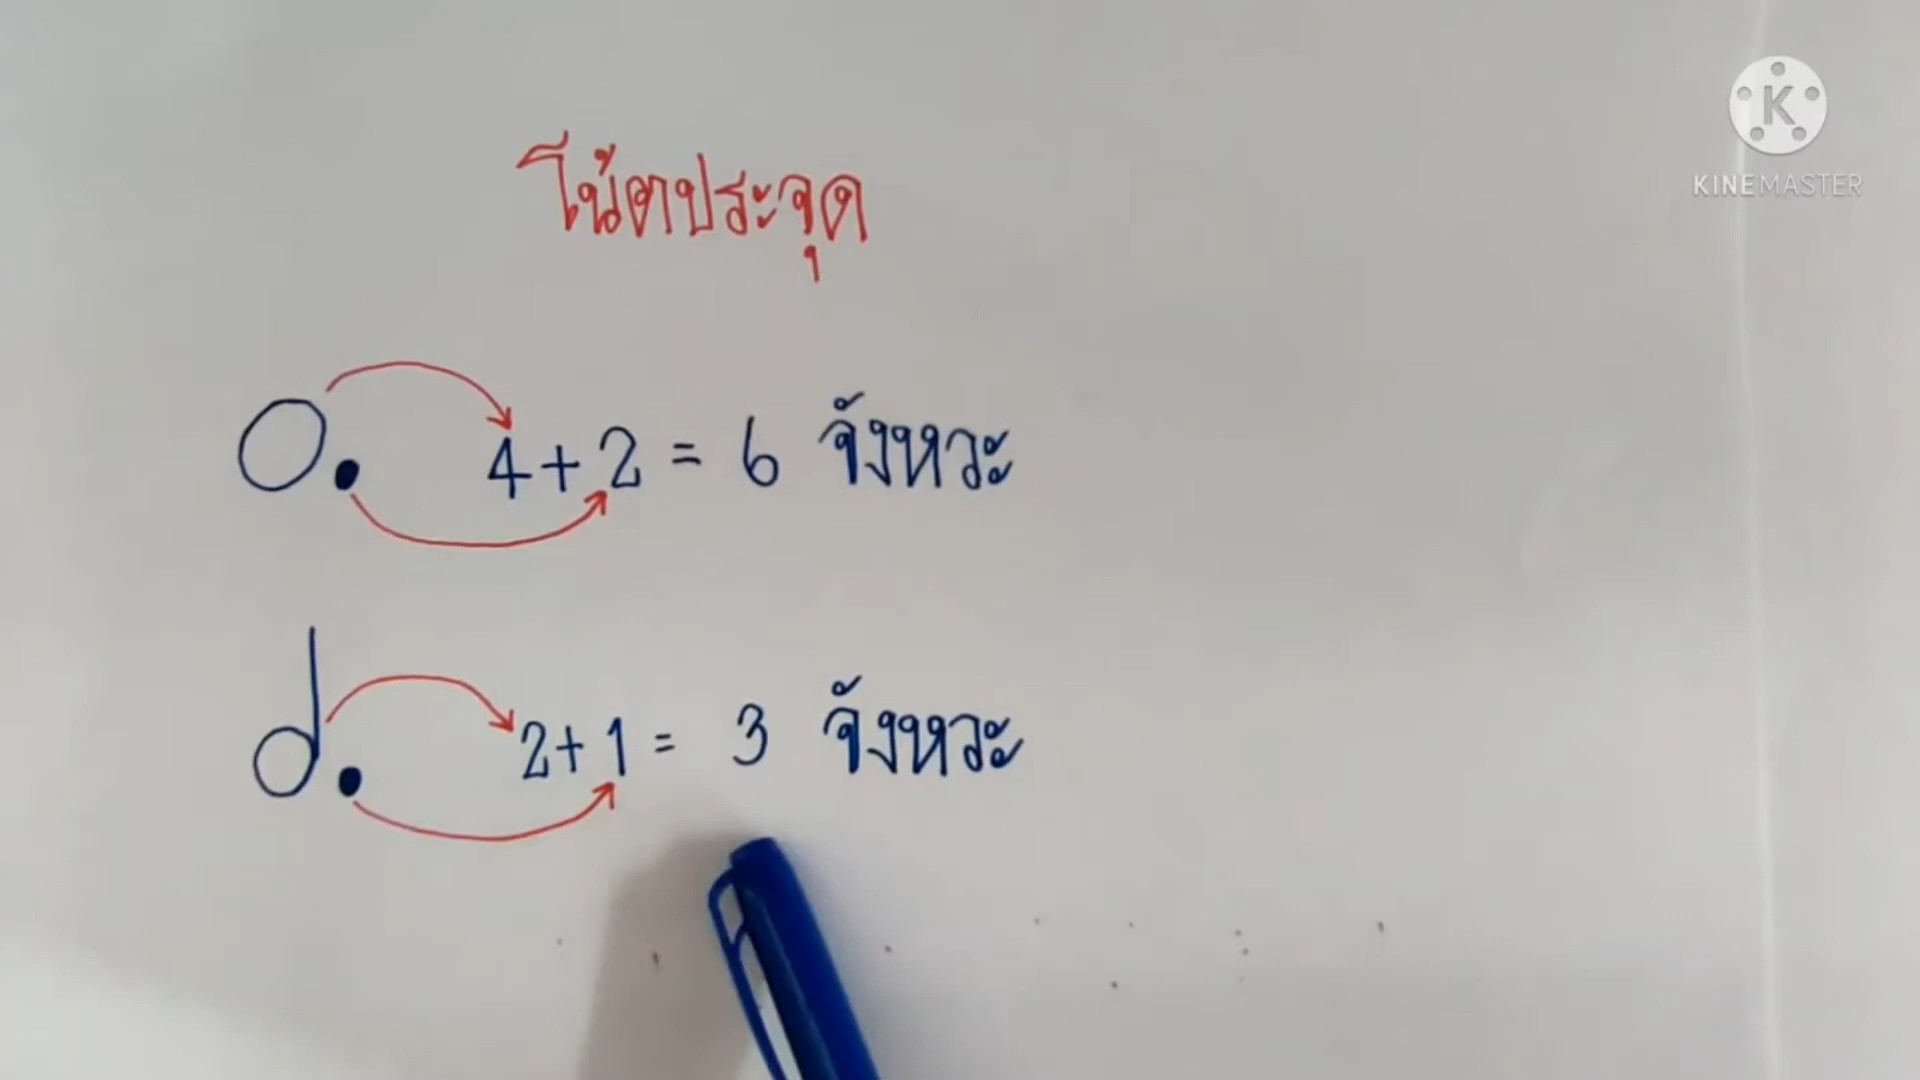 โน้ตประจุด
K
KINEMASTER
O. 4+2 = 6 จังหวะ
2+1 = 3 จังหวะ